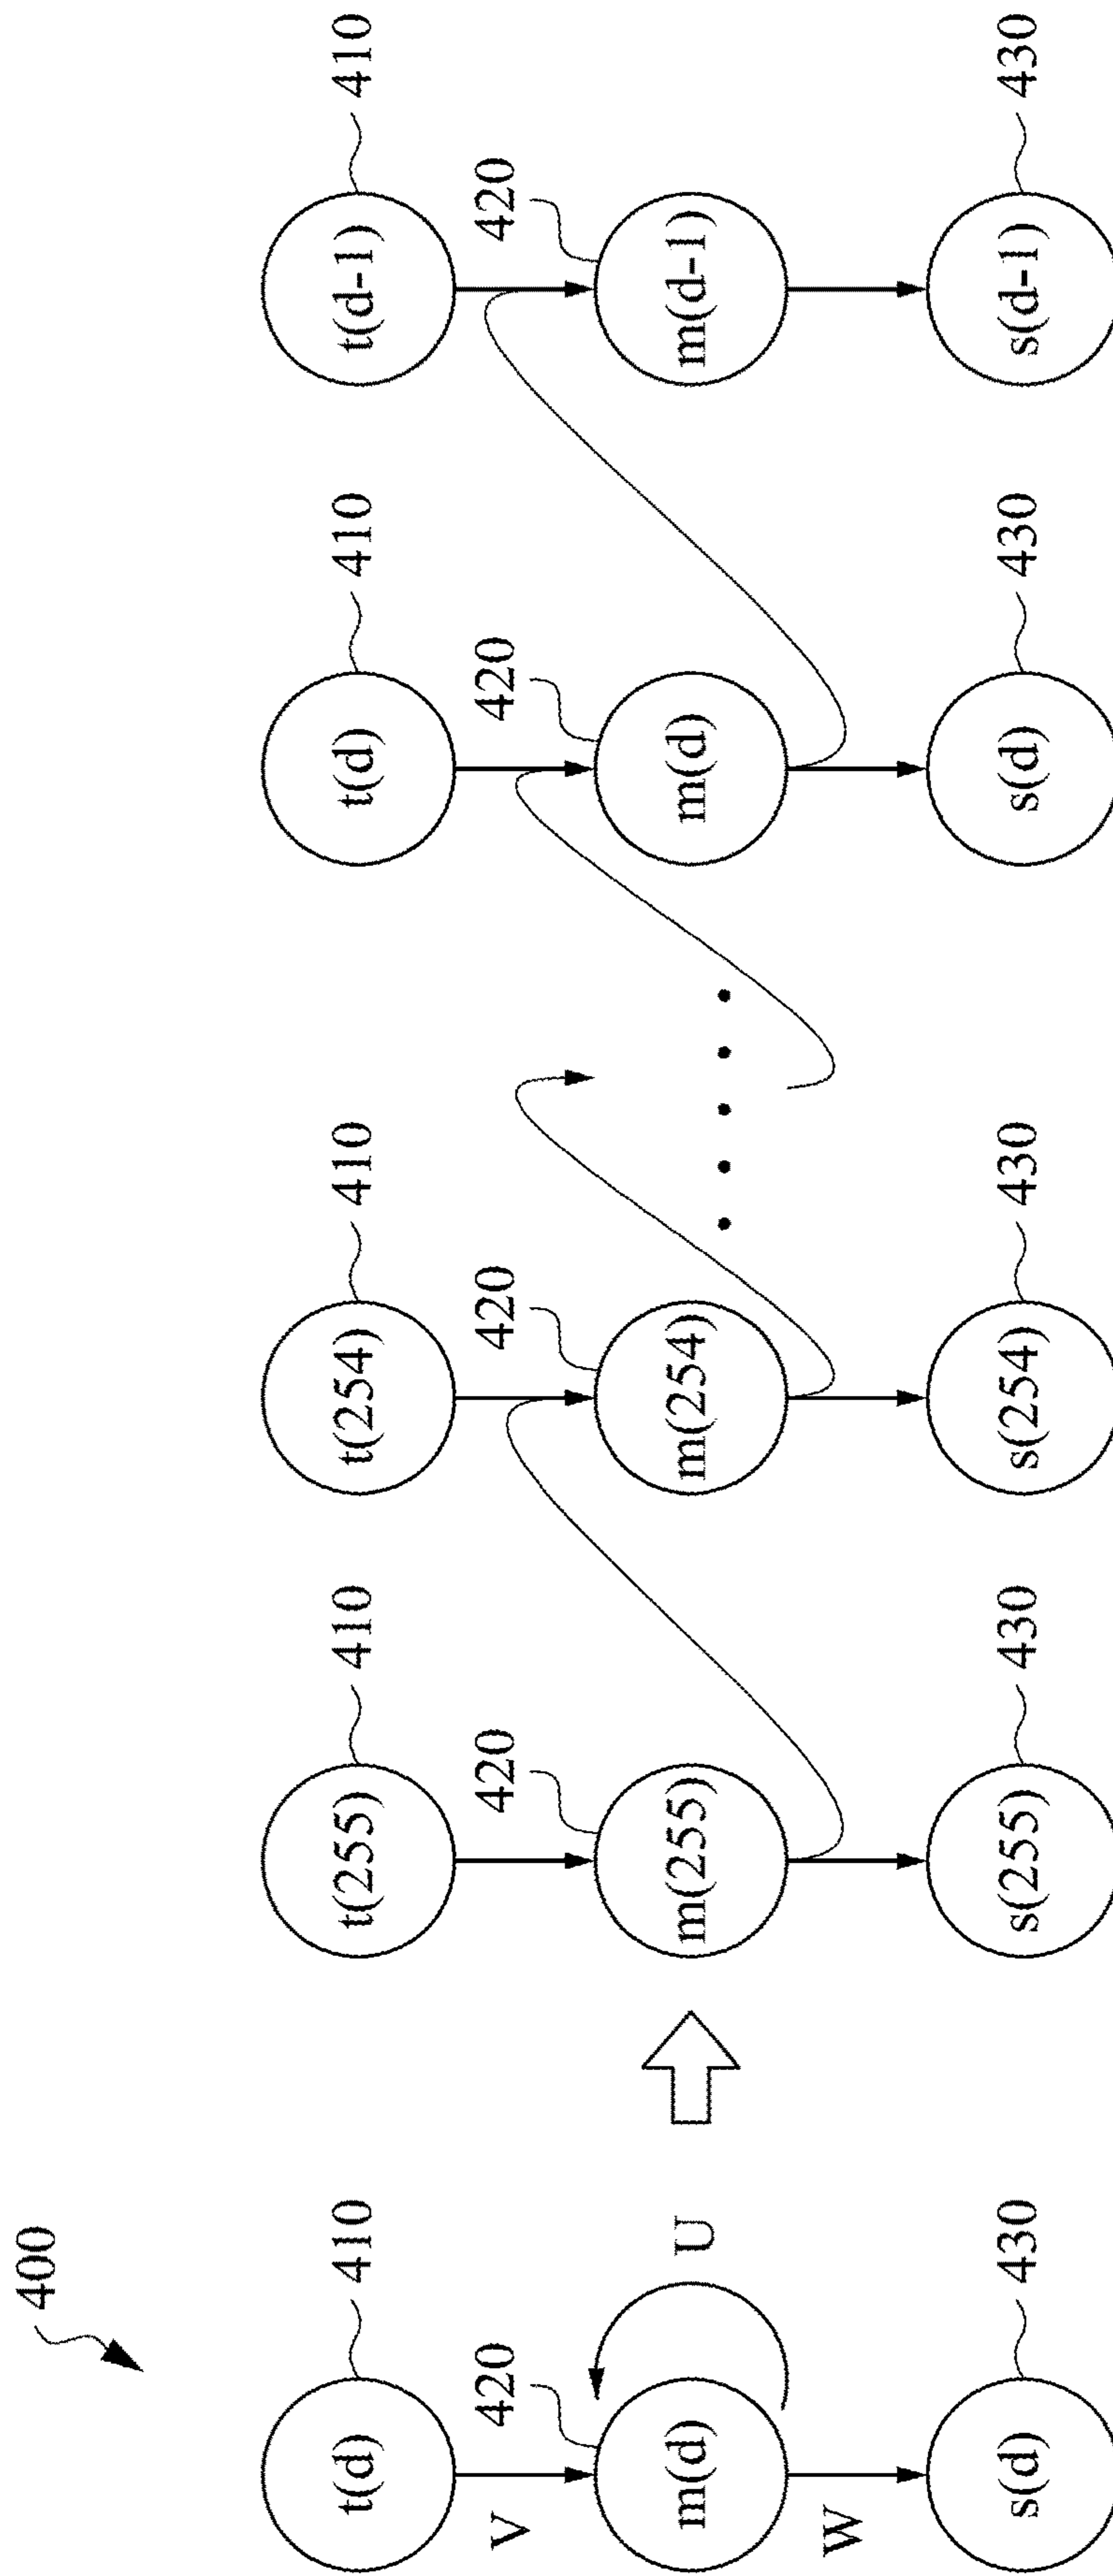 400
t(d) 410
V
420
m(d)
U
W
s(d) 430
t(255) 410
420
m(255)
s(255) 430
t(254) 410
420
m(254)
s(254) 430
t(d) 410
420
m(d)
s(d) 430
t(d-1) 410
420
m(d-1)
s(d-1) 430